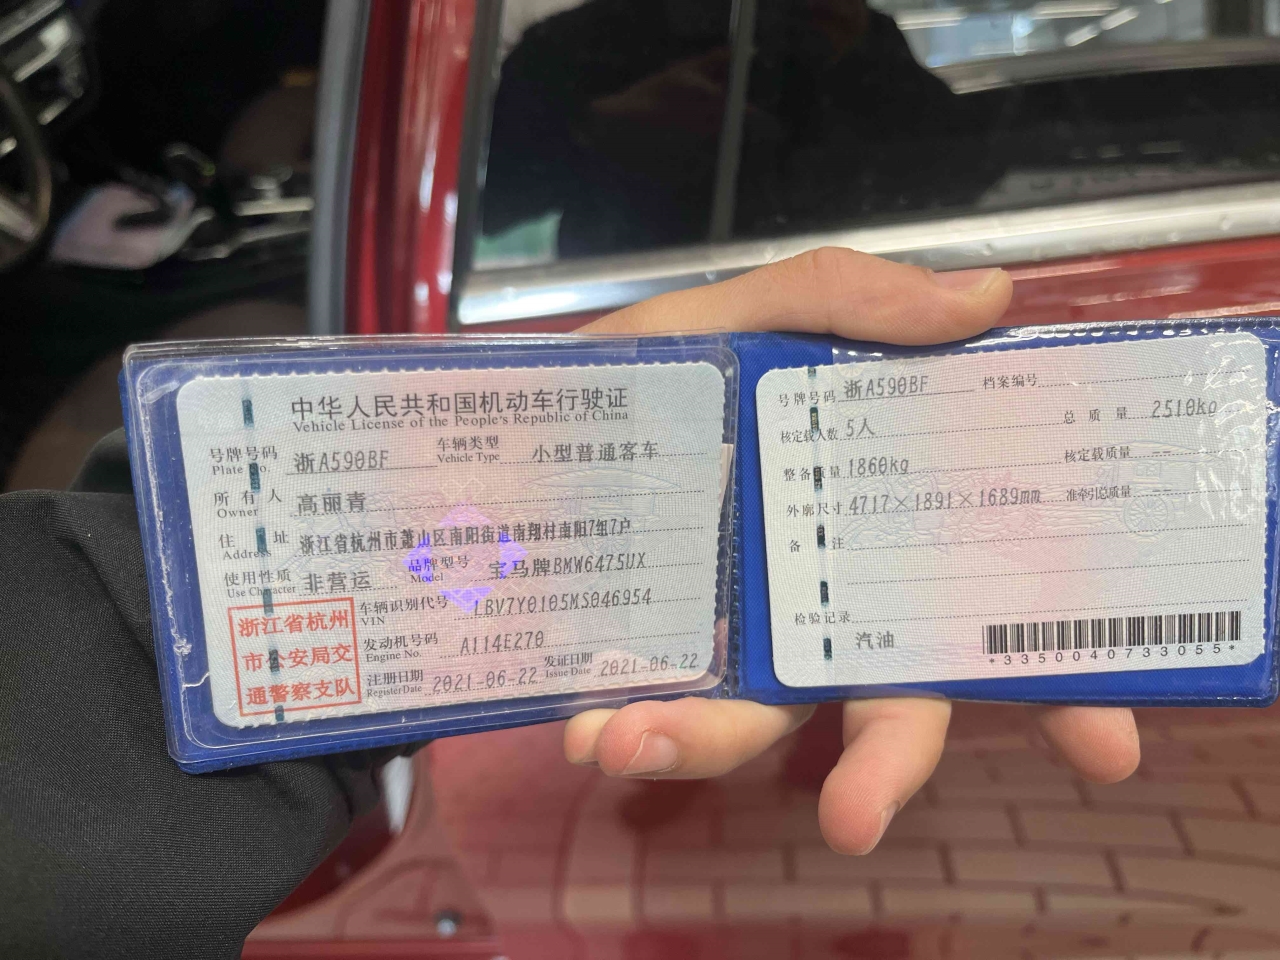 中华人民共和国机动车行驶证
Vehicle License of the People's Republic of China
号牌号码 浙A590BF 车辆类型 小型普通客车
Plate No. Vehicle Type
所有人 高丽青
Owner
住址 浙江省杭州市萧山区南阳街道南翔村南阳7组7户
Address
使用性质 非营运 品牌型号 宝马牌BMW6475UX
Use Character Model
浙江省杭州
市公安局交
通警察支队
车辆识别代号 LBV7Y0105MS046954
VIN
发动机号码 A114E270
Engine No.
注册日期 2021-06-22 发证日期 2021-06-22
Register Date Issue Date
号牌号码 浙A590BF 档案编号
核定载人数 5人 总质量 2510kg
整备质量 1860kg 核定载质量 --
外廓尺寸 4717×1891×1689mm 准牵引总质量 --
备注
检验记录
汽油
*3350040733055*